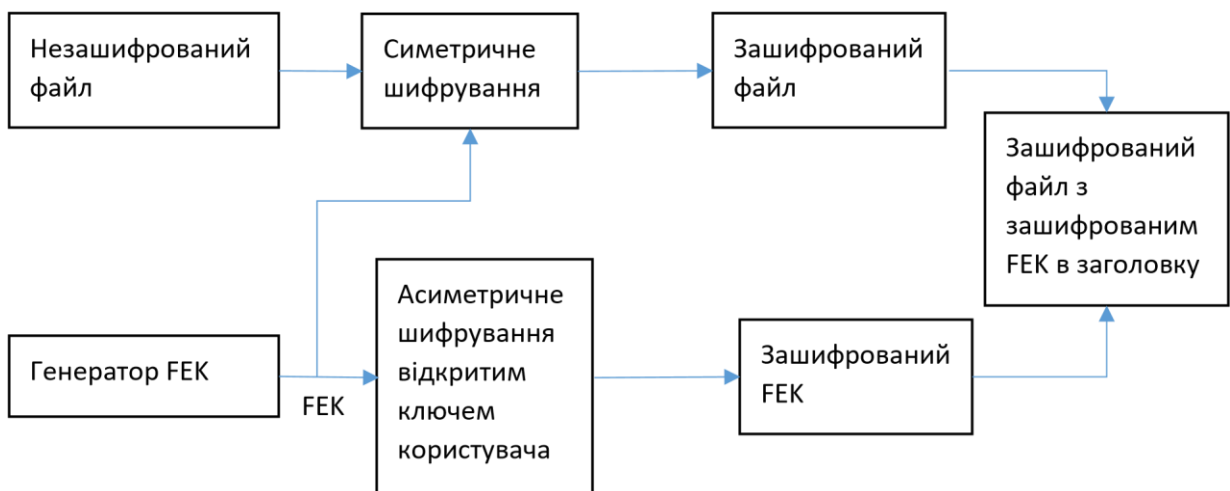 Незашифрований
файл
Симетричне
шифрування
Зашифрований
файл
Зашифрований
файл з
зашифрованим
FEK в заголовку
Генератор FEK
FEK
Асиметричне
шифрування
відкритим
ключем
користувача
Зашифрований
FEK